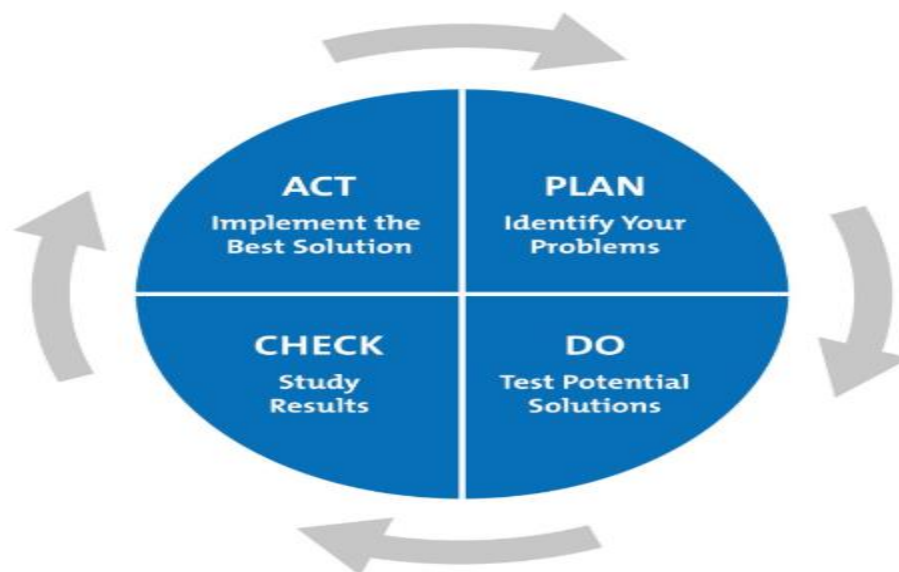 ACT
Implement the
Best Solution
PLAN
Identify Your
Problems
CHECK
Study
Results
DO
Test Potential
Solutions